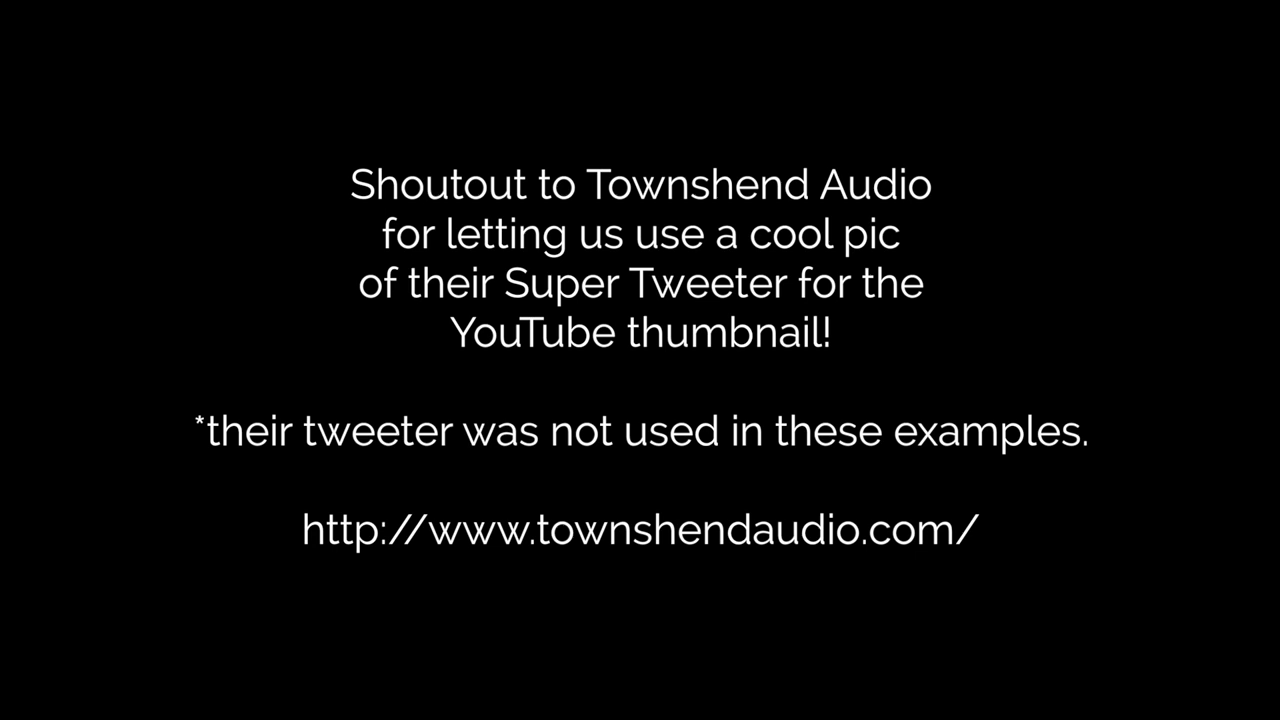 Shoutout to Townshend Audio
for letting us use a cool pic
of their Super Tweeter for the
YouTube thumbnail!
*their tweeter was not used in these examples.
http://www.townshendaudio.com/